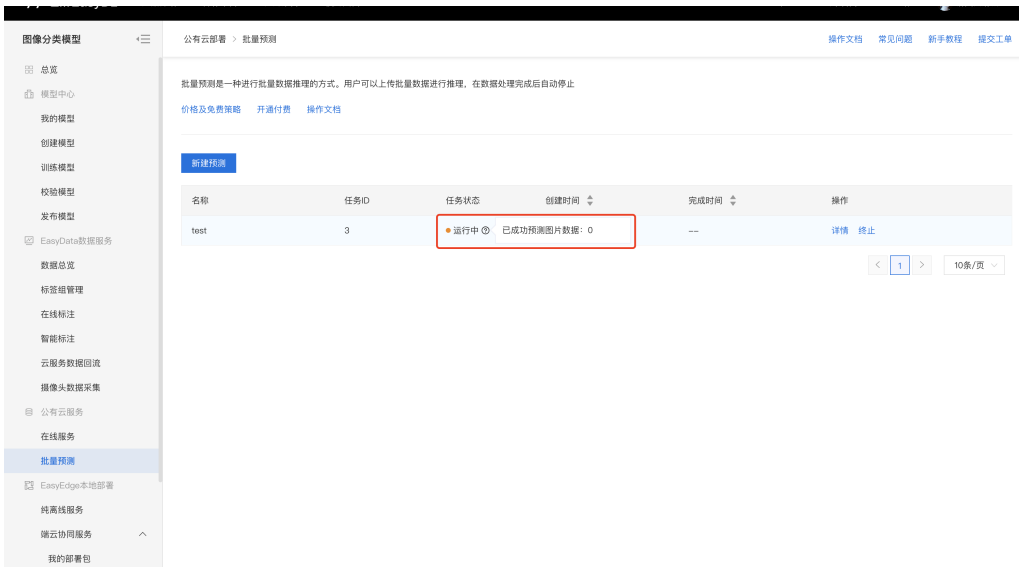 图像分类模型
公有云部署 > 批量预测
操作文档 常见问题 新手教程 提交工单
总览
模型中心
我的模型
创建模型
训练模型
校验模型
发布模型
EasyData数据服务
数据总览
标签组管理
在线标注
智能标注
云服务数据回流
摄像头数据采集
公有云服务
在线服务
批量预测
EasyEdge本地部署
纯离线服务
端云协同服务
我的部署包
批量预测是一种进行批量数据推理的方式。用户可以上传批量数据进行推理，在数据处理完成后自动停止
价格及免费策略 开通付费 操作文档
新建预测
名称 任务ID 任务状态 创建时间 完成时间 操作
test 3 运行中 已成功预测图片数据：0 -- 详情 终止
< 1 > 10条/页